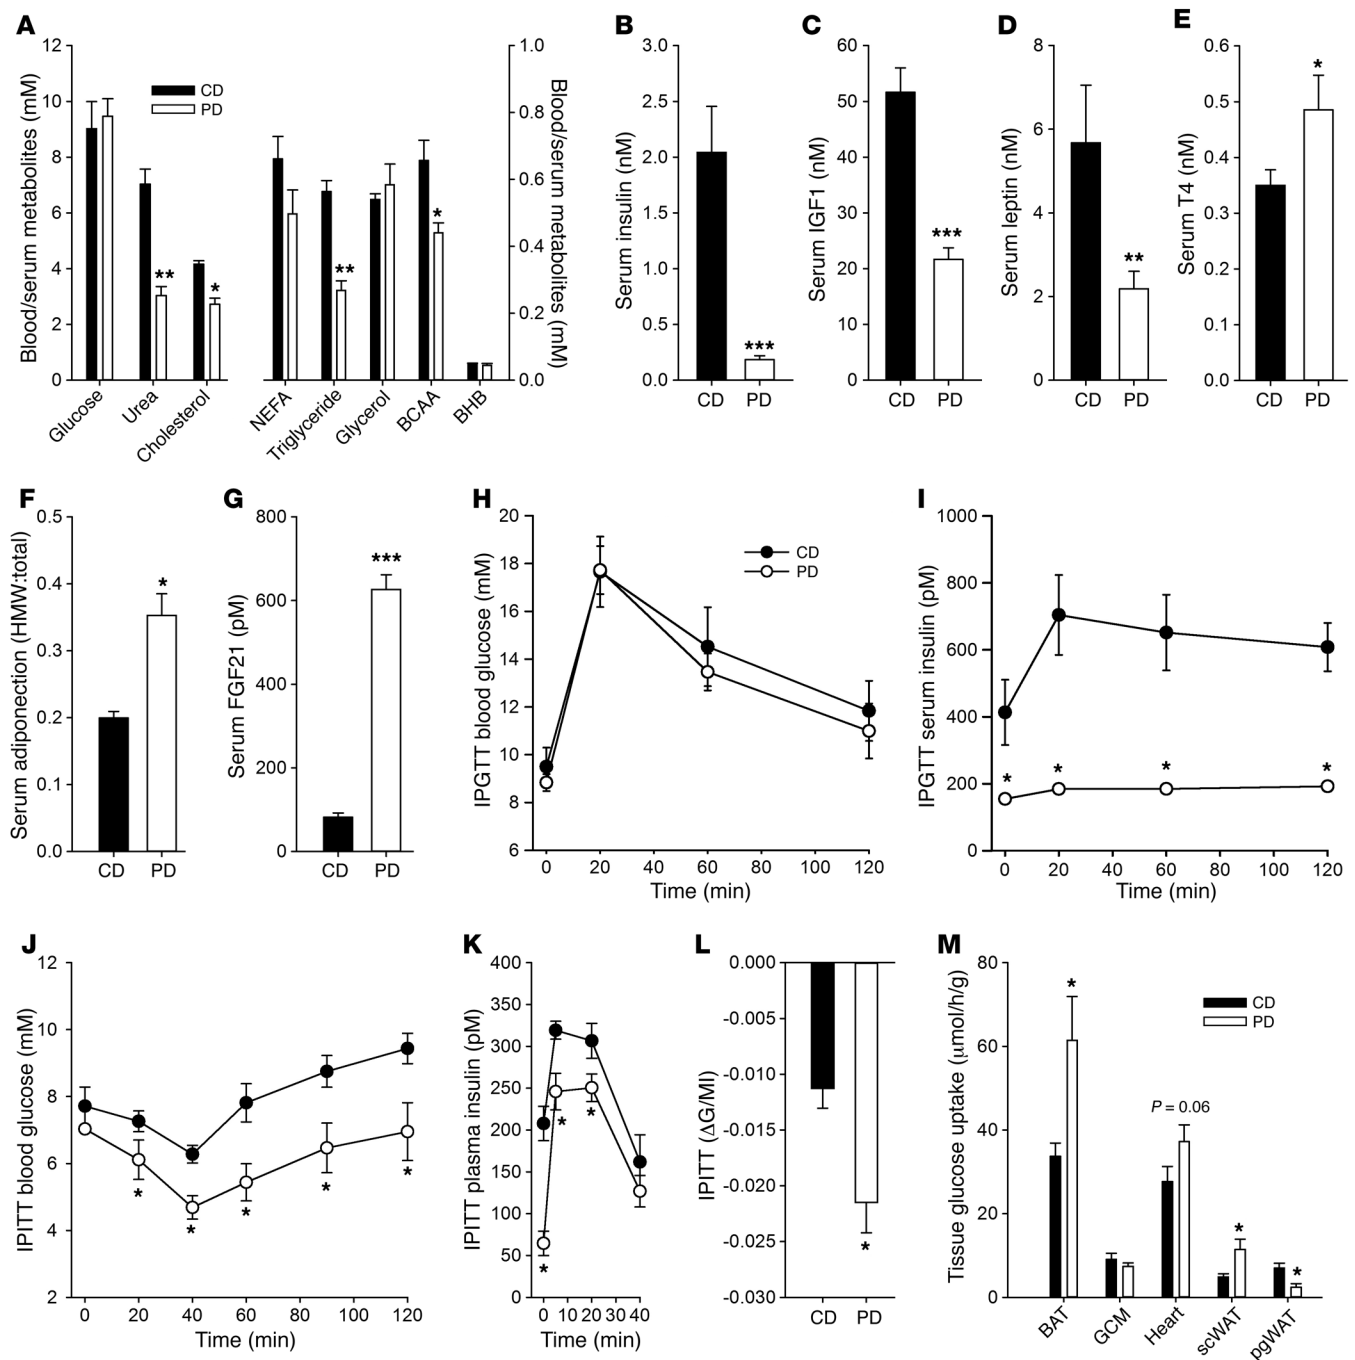 A
Blood/serum metabolites (mM)
12
10
8
6
4
2
0
CD
PD
**
*
**
*
Glucose
Urea
Cholesterol
NEFA
Triglyceride
Glycerol
BCAA
BHB
1.0
0.8
0.6
0.4
0.2
0.0
Blood/serum metabolites (mM)
B
Serum insulin (nM)
3.0
2.5
2.0
1.5
1.0
0.5
0.0
***
CD PD
C
Serum IGF1 (nM)
60
50
40
30
20
10
0
***
CD PD
D
Serum leptin (nM)
8
6
4
2
0
**
CD PD
E
Serum T4 (nM)
0.6
0.5
0.4
0.3
0.2
0.1
0.0
*
CD PD
F
Serum adiponection (HMW:total)
0.5
0.4
0.3
0.2
0.1
0.0
*
CD PD
G
Serum FGF21 (pM)
800
600
400
200
0
***
CD PD
H
IPGTT blood glucose (mM)
20
18
16
14
12
10
8
6
CD
PD
0 20 40 60 80 100 120
Time (min)
I
IPGTT serum insulin (pM)
1000
800
600
400
200
0
* * * *
0 20 40 60 80 100 120
Time (min)
J
IPITT blood glucose (mM)
12
10
8
6
4
2
* * * * *
0 20 40 60 80 100 120
Time (min)
K
IPITT plasma insulin (pM)
400
350
300
250
200
150
100
50
0
* * *
0 10 20 30 40
Time (min)
L
IPITT (ΔG/MI)
0.000
-0.005
-0.010
-0.015
-0.020
-0.025
-0.030
*
CD PD
M
Tissue glucose uptake (μmol/h/g)
80
60
40
20
0
CD
PD
*
P = 0.06
*
*
BAT
GCM
Heart
scWAT
pgWAT